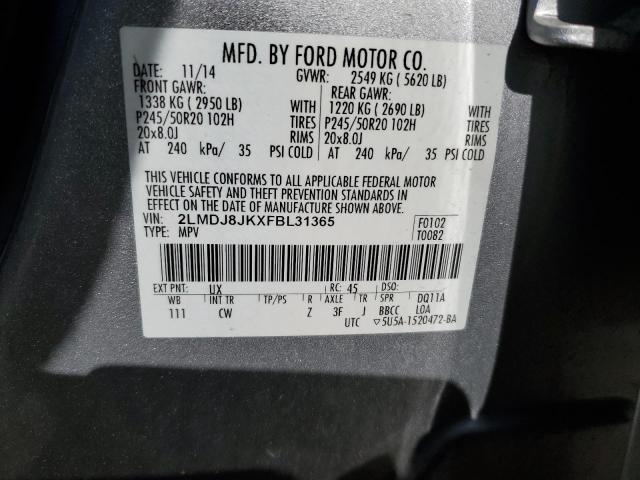 MFD. BY FORD MOTOR CO.
DATE: 11/14 GVWR: 2549 KG ( 5620 LB)
FRONT GAWR: REAR GAWR:
1338 KG ( 2950 LB) WITH 1220 KG ( 2690 LB) WITH
P245/50R20 102H TIRES P245/50R20 102H TIRES
20x8.0J RIMS 20x8.0J RIMS
AT 240 kPa/ 35 PSI COLD AT 240 kPa/ 35 PSI COLD
THIS VEHICLE CONFORMS TO ALL APPLICABLE FEDERAL MOTOR
VEHICLE SAFETY AND THEFT PREVENTION STANDARDS IN
EFFECT ON THE DATE OF MANUFACTURE SHOWN ABOVE.
VIN: 2LMDJ8JKXFBL31365 F0102
TYPE: MPV T0082
EXT PNT: UX RC: 45 DSO:
WB INT TR TP/PS R AXLE TR SPR DQ11A
111 CW Z 3F J BBCC LOA
UTC ▽5U5A-1520472-BA